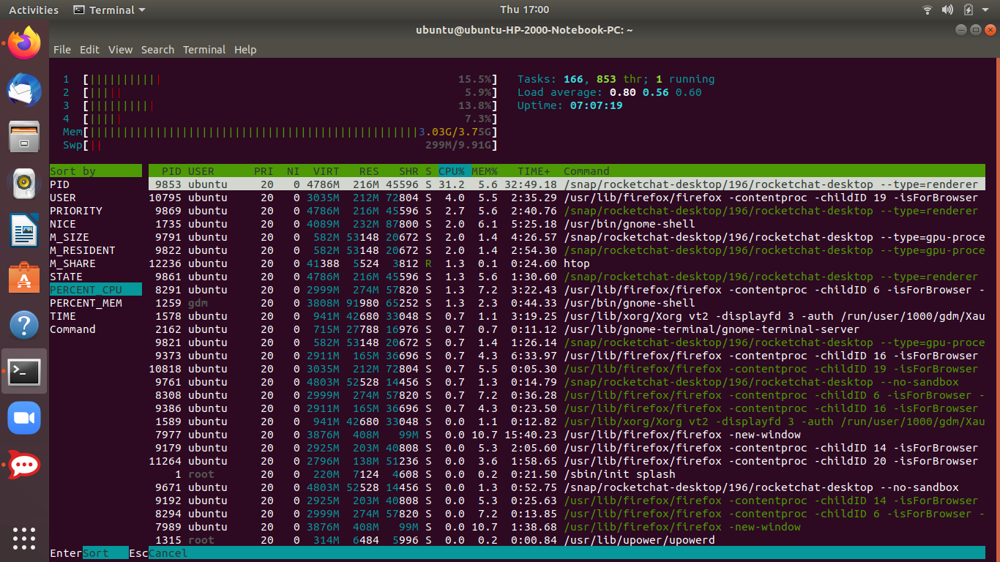 Activities Terminal Thu 17:00
ubuntu@ubuntu-HP-2000-Notebook-PC: ~
File Edit View Search Terminal Help
1 [||||||||||| 15.5%] Tasks: 166, 853 thr; 1 running
2 [||||| 5.9%] Load average: 0.80 0.56 0.60
3 [|||||||||| 13.8%] Uptime: 07:07:19
4 [||||| 7.3%]
Mem[||||||||||||||||||||||||||||||||||||||||||||||||||3.03G/3.75G]
Swp[|| 299M/9.91G]
Sort by PID USER PRI NI VIRT RES SHR S CPU% MEM% TIME+ Command
PID 9853 ubuntu 20 0 4786M 216M 45596 S 31.2 5.6 32:49.18 /snap/rocketchat-desktop/196/rocketchat-desktop --type=renderer
USER 10795 ubuntu 20 0 3035M 212M 72804 S 4.0 5.5 2:35.29 /usr/lib/firefox/firefox -contentproc -childID 19 -isForBrowser
PRIORITY 9869 ubuntu 20 0 4786M 216M 45596 S 2.7 5.6 2:40.76 /snap/rocketchat-desktop/196/rocketchat-desktop --type=renderer
NICE 1735 ubuntu 20 0 4089M 232M 87800 S 2.0 6.1 5:25.18 /usr/bin/gnome-shell
M_SIZE 9791 ubuntu 20 0 582M 53148 20672 S 2.0 1.4 4:26.57 /snap/rocketchat-desktop/196/rocketchat-desktop --type=gpu-proce
M_RESIDENT 9822 ubuntu 20 0 582M 53148 20672 S 2.0 1.4 2:54.30 /snap/rocketchat-desktop/196/rocketchat-desktop --type=gpu-proce
M_SHARE 12236 ubuntu 20 0 41388 5524 3812 R 1.3 0.1 0:24.60 htop
STATE 9861 ubuntu 20 0 4786M 216M 45596 S 1.3 5.6 1:30.60 /snap/rocketchat-desktop/196/rocketchat-desktop --type=renderer
PERCENT_CPU 8291 ubuntu 20 0 2999M 274M 57820 S 1.3 7.2 3:22.43 /usr/lib/firefox/firefox -contentproc -childID 6 -isForBrowser -
PERCENT_MEM 1259 gdm 20 0 3808M 91980 65252 S 1.3 2.3 0:44.33 /usr/bin/gnome-shell
TIME 1578 ubuntu 20 0 941M 42680 33048 S 0.7 1.1 3:19.25 /usr/lib/xorg/Xorg vt2 -displayfd 3 -auth /run/user/1000/gdm/Xau
Command 2162 ubuntu 20 0 715M 27788 16976 S 0.7 0.7 0:11.12 /usr/lib/gnome-terminal/gnome-terminal-server
9821 ubuntu 20 0 582M 53148 20672 S 0.7 1.4 1:26.14 /snap/rocketchat-desktop/196/rocketchat-desktop --type=gpu-proce
9373 ubuntu 20 0 2911M 165M 36696 S 0.7 4.3 6:33.97 /usr/lib/firefox/firefox -contentproc -childID 16 -isForBrowser
10818 ubuntu 20 0 3035M 212M 72804 S 0.7 5.5 0:05.30 /usr/lib/firefox/firefox -contentproc -childID 19 -isForBrowser
9761 ubuntu 20 0 4803M 52528 14456 S 0.7 1.3 0:14.79 /snap/rocketchat-desktop/196/rocketchat-desktop --no-sandbox
8308 ubuntu 20 0 2999M 274M 57820 S 0.7 7.2 0:36.28 /usr/lib/firefox/firefox -contentproc -childID 6 -isForBrowser -
9386 ubuntu 20 0 2911M 165M 36696 S 0.7 4.3 0:23.50 /usr/lib/firefox/firefox -contentproc -childID 16 -isForBrowser
1589 ubuntu 20 0 941M 42680 33048 S 0.0 1.1 0:12.82 /usr/lib/xorg/Xorg vt2 -displayfd 3 -auth /run/user/1000/gdm/Xau
7977 ubuntu 20 0 3876M 408M 99M S 0.0 10.7 15:40.23 /usr/lib/firefox/firefox -new-window
9179 ubuntu 20 0 2925M 203M 40808 S 0.0 5.3 2:05.60 /usr/lib/firefox/firefox -contentproc -childID 14 -isForBrowser
11264 ubuntu 20 0 2796M 138M 51236 S 0.0 3.6 1:58.65 /usr/lib/firefox/firefox -contentproc -childID 20 -isForBrowser
1 root 20 0 220M 7124 4608 S 0.0 0.2 0:21.50 /sbin/init splash
9671 ubuntu 20 0 4803M 52528 14456 S 0.0 1.3 0:52.75 /snap/rocketchat-desktop/196/rocketchat-desktop --no-sandbox
9192 ubuntu 20 0 2925M 203M 40808 S 0.0 5.3 0:25.63 /usr/lib/firefox/firefox -contentproc -childID 14 -isForBrowser
8294 ubuntu 20 0 2999M 274M 57820 S 0.0 7.2 0:13.85 /usr/lib/firefox/firefox -contentproc -childID 6 -isForBrowser -
7989 ubuntu 20 0 3876M 408M 99M S 0.0 10.7 1:38.68 /usr/lib/firefox/firefox -new-window
1315 root 20 0 314M 6484 5996 S 0.0 0.2 0:00.84 /usr/lib/upower/upowerd
EnterSort EscCancel